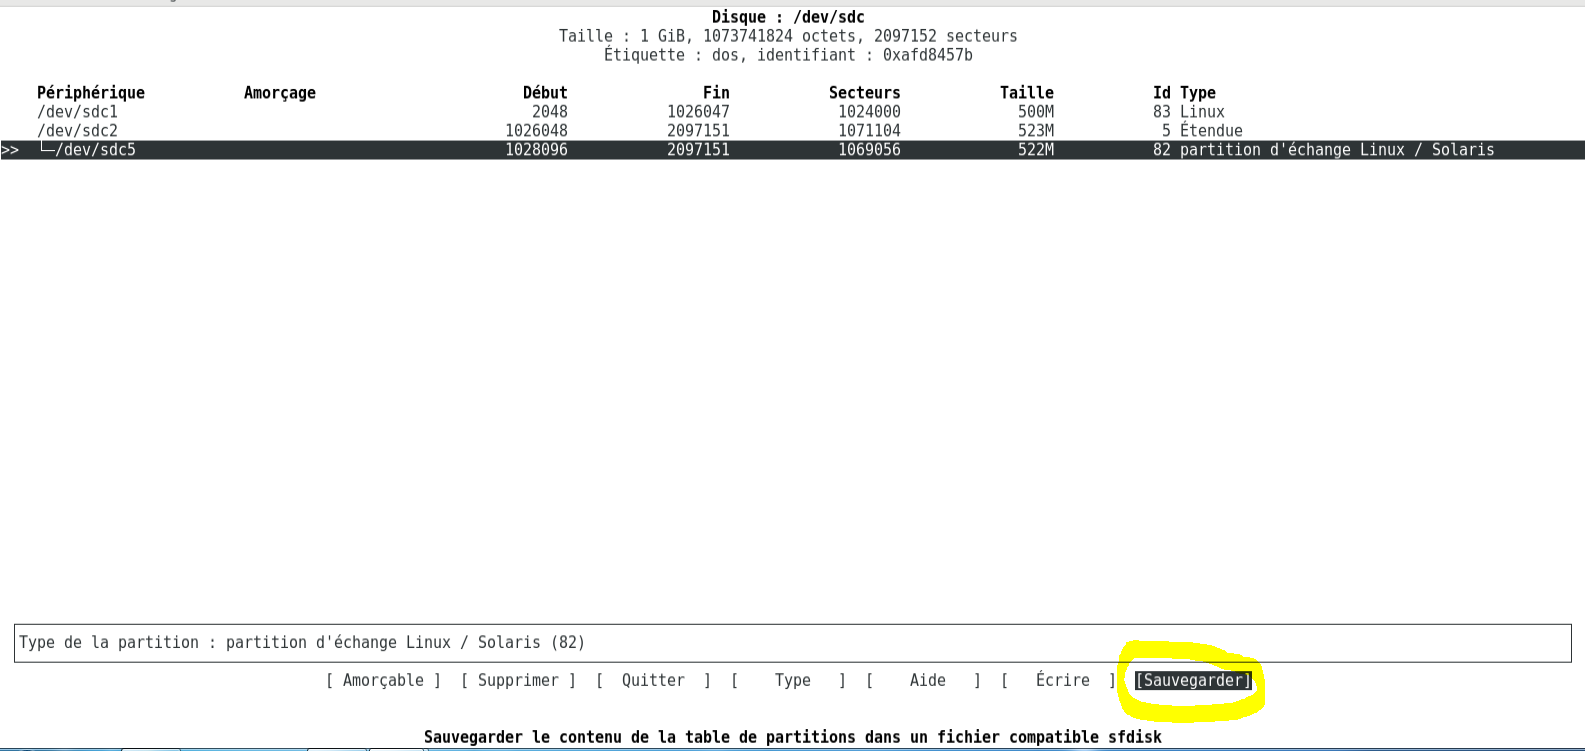 Disque : /dev/sdc
Taille : 1 GiB, 1073741824 octets, 2097152 secteurs
Étiquette : dos, identifiant : 0xafd8457b
Périphérique Amorçage Début Fin Secteurs Taille Id Type
/dev/sdc1 2048 1026047 1024000 500M 83 Linux
/dev/sdc2 1026048 2097151 1071104 523M 5 Étendue
>> └─/dev/sdc5 1028096 2097151 1069056 522M 82 partition d'échange Linux / Solaris
Type de la partition : partition d'échange Linux / Solaris (82)
[ Amorçable ] [ Supprimer ] [ Quitter ] [ Type ] [ Aide ] [ Écrire ] [Sauvegarder]
Sauvegarder le contenu de la table de partitions dans un fichier compatible sfdisk